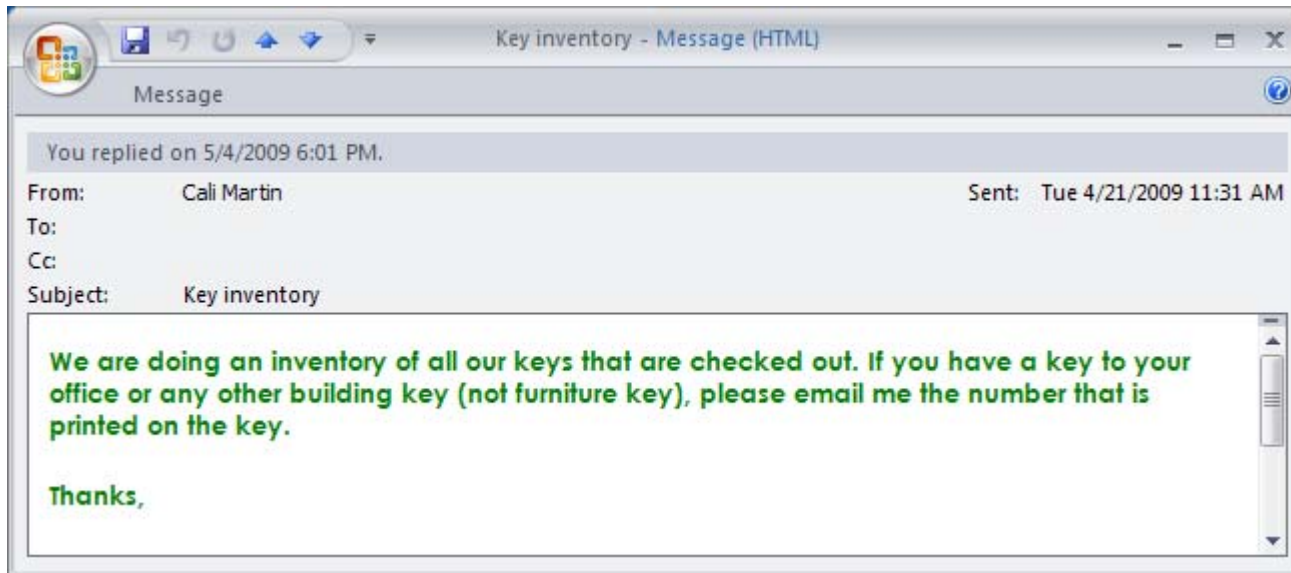 Key inventory - Message (HTML)
Message
You replied on 5/4/2009 6:01 PM.
From: Cali Martin Sent: Tue 4/21/2009 11:31 AM
To:
Cc:
Subject: Key inventory
We are doing an inventory of all our keys that are checked out. If you have a key to your
office or any other building key (not furniture key), please email me the number that is
printed on the key.
Thanks,